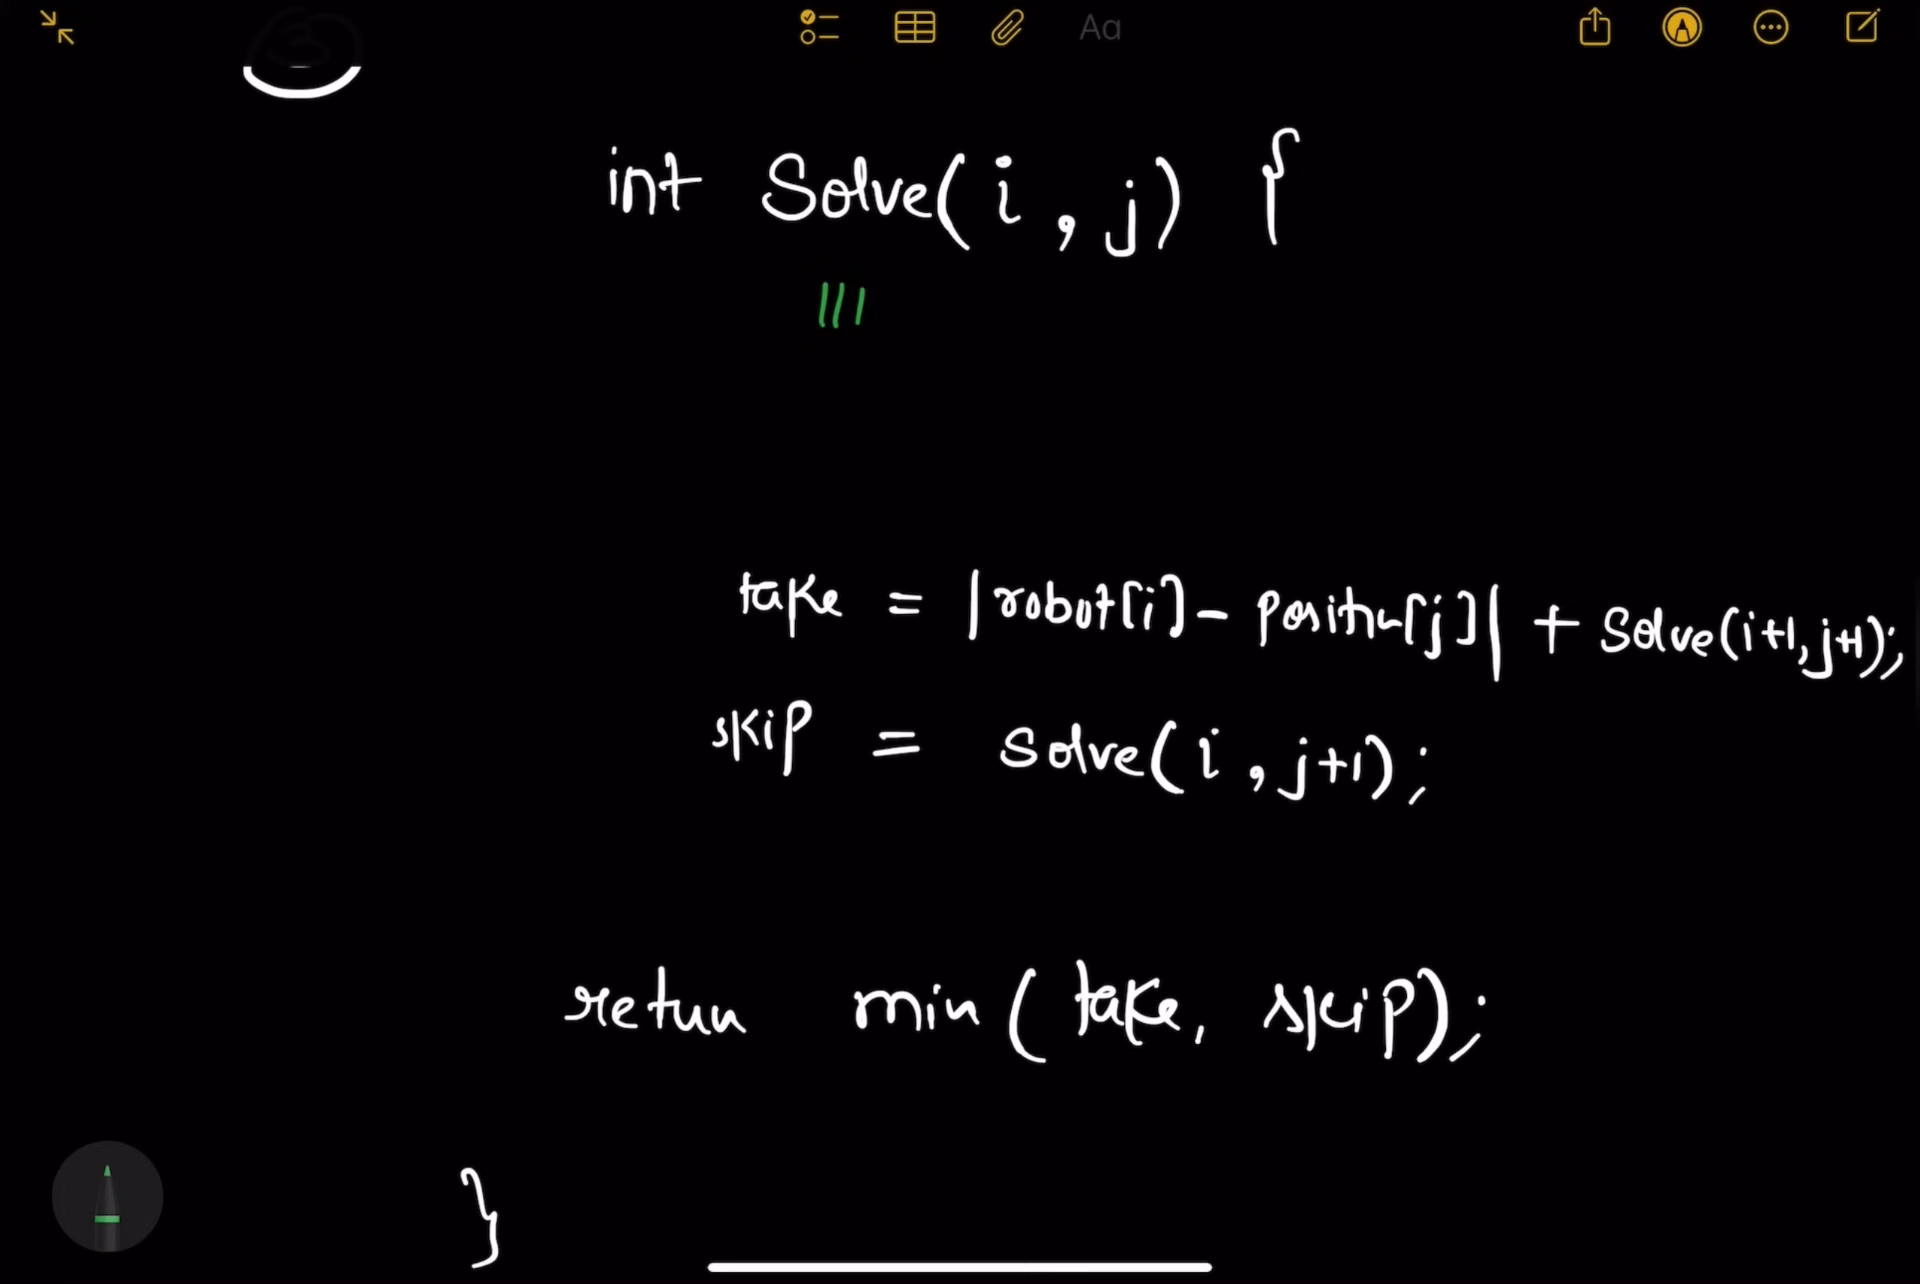 Aa
int Solve(i, j) {
take = |robot[i] - position[j]| + Solve(i+1, j+1);
skip = Solve(i, j+1);
return min(take, skip);
}